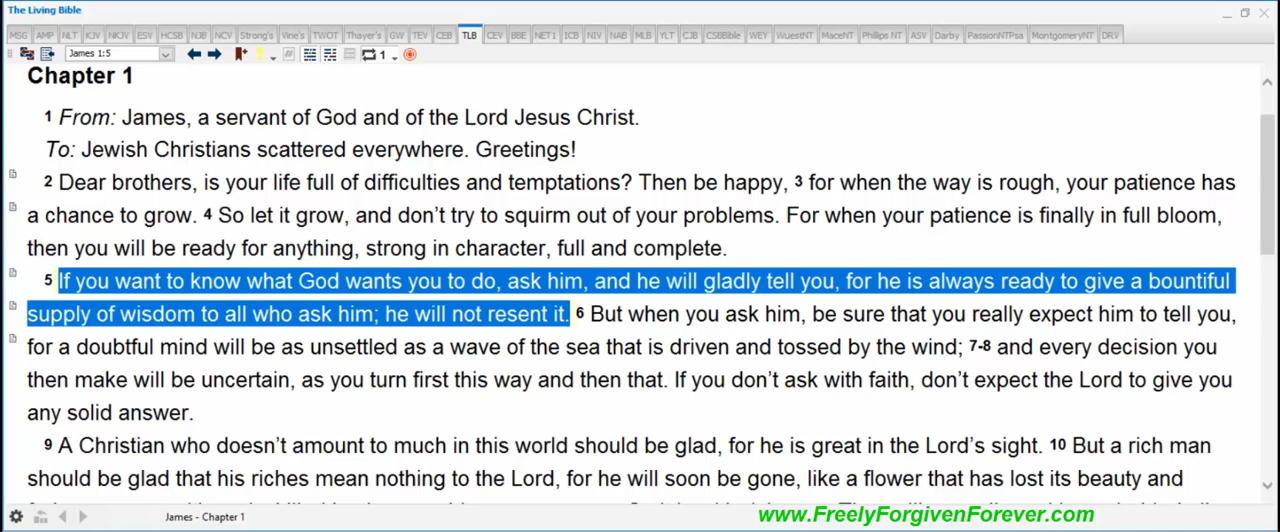 The Living Bible
MSG AMP NLT KJV NKJV ESV HCSB NJB NCV Strong's Vine's TWOT Thayer's GW TEV CEB TLB CEV BBE NET1 ICB NIV NAB MLB YLT CJB CSBBible WEY WuestNT MaceNT Phillips NT ASV Darby PassionNTPsa MontgomeryNT DRV
James 1:5 1
Chapter 1
1 From: James, a servant of God and of the Lord Jesus Christ.
To: Jewish Christians scattered everywhere. Greetings!
2 Dear brothers, is your life full of difficulties and temptations? Then be happy, 3 for when the way is rough, your patience has
a chance to grow. 4 So let it grow, and don’t try to squirm out of your problems. For when your patience is finally in full bloom,
then you will be ready for anything, strong in character, full and complete.
5 If you want to know what God wants you to do, ask him, and he will gladly tell you, for he is always ready to give a bountiful
supply of wisdom to all who ask him; he will not resent it. 6 But when you ask him, be sure that you really expect him to tell you,
for a doubtful mind will be as unsettled as a wave of the sea that is driven and tossed by the wind; 7-8 and every decision you
then make will be uncertain, as you turn first this way and then that. If you don’t ask with faith, don’t expect the Lord to give you
any solid answer.
9 A Christian who doesn’t amount to much in this world should be glad, for he is great in the Lord’s sight. 10 But a rich man
should be glad that his riches mean nothing to the Lord, for he will soon be gone, like a flower that has lost its beauty and
James - Chapter 1
www.FreelyForgivenForever.com